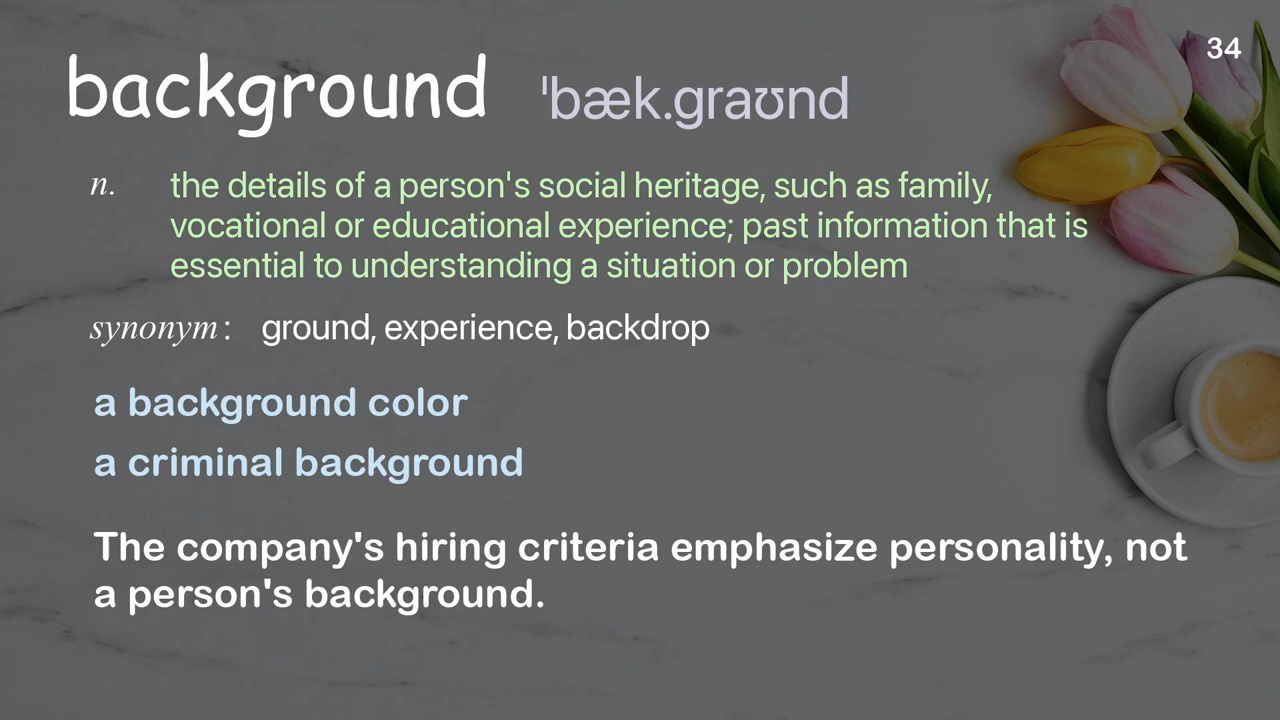 34
background ˈbæk.graʊnd
n. the details of a person's social heritage, such as family,
vocational or educational experience; past information that is
essential to understanding a situation or problem
synonym: ground, experience, backdrop
a background color
a criminal background
The company's hiring criteria emphasize personality, not
a person's background.